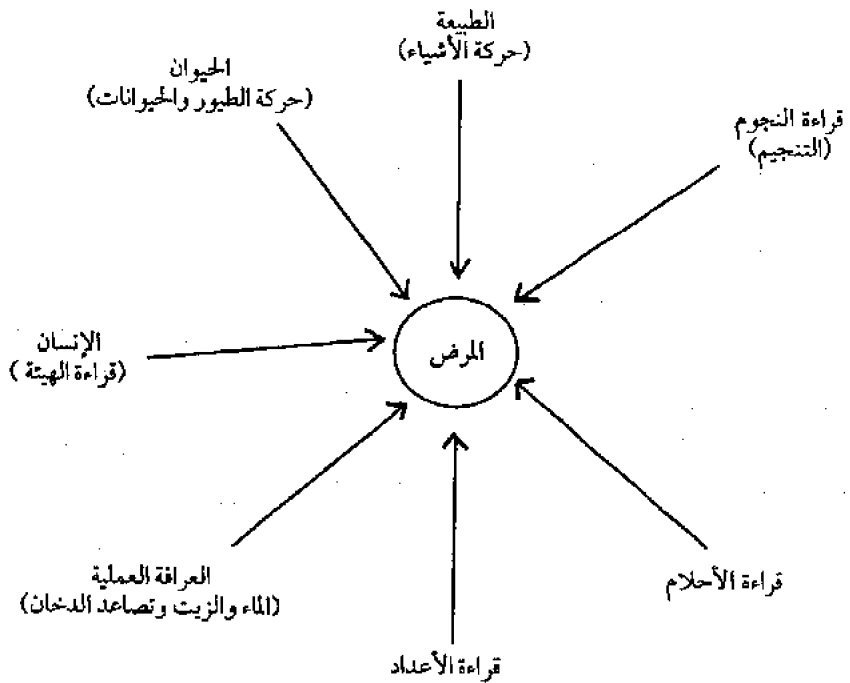 الطبيعة
(حركة الأشياء)
الحيوان
(حركة الطيور والحيوانات)
قراءة النجوم
(التنجيم)
الإنسان
(قراءة الهيئة )
المرض
العرافة العملية
(الماء والزيت وتصاعد الدخان)
قراءة الأحلام
قراءة الأعداد